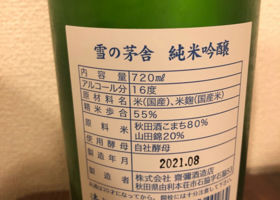 雪の茅舎 純米吟醸
内容量 720㎖
アルコール分 16度
原材料名 米(国産)、米麹(国産米)
精米歩合 55%
原料米 秋田酒こまち80%
山田錦20%
使用酵母 自社酵母
製造年月 2021.08
製造者 株式会社 齋彌酒造店
秋田県由利本荘市石脇字石脇53